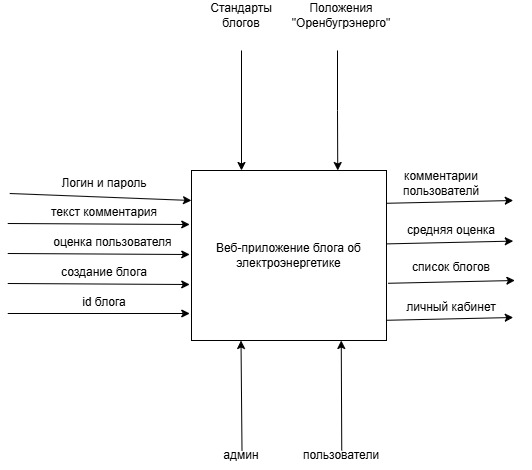 Стандарты
блогов
Положения
"Оренбугрэнерго"
Логин и пароль
текст комментария
оценка пользователя
создание блога
id блога
Веб-приложение блога об
электроэнергетике
комментарии
пользователй
средняя оценка
список блогов
личный кабинет
админ
пользователи